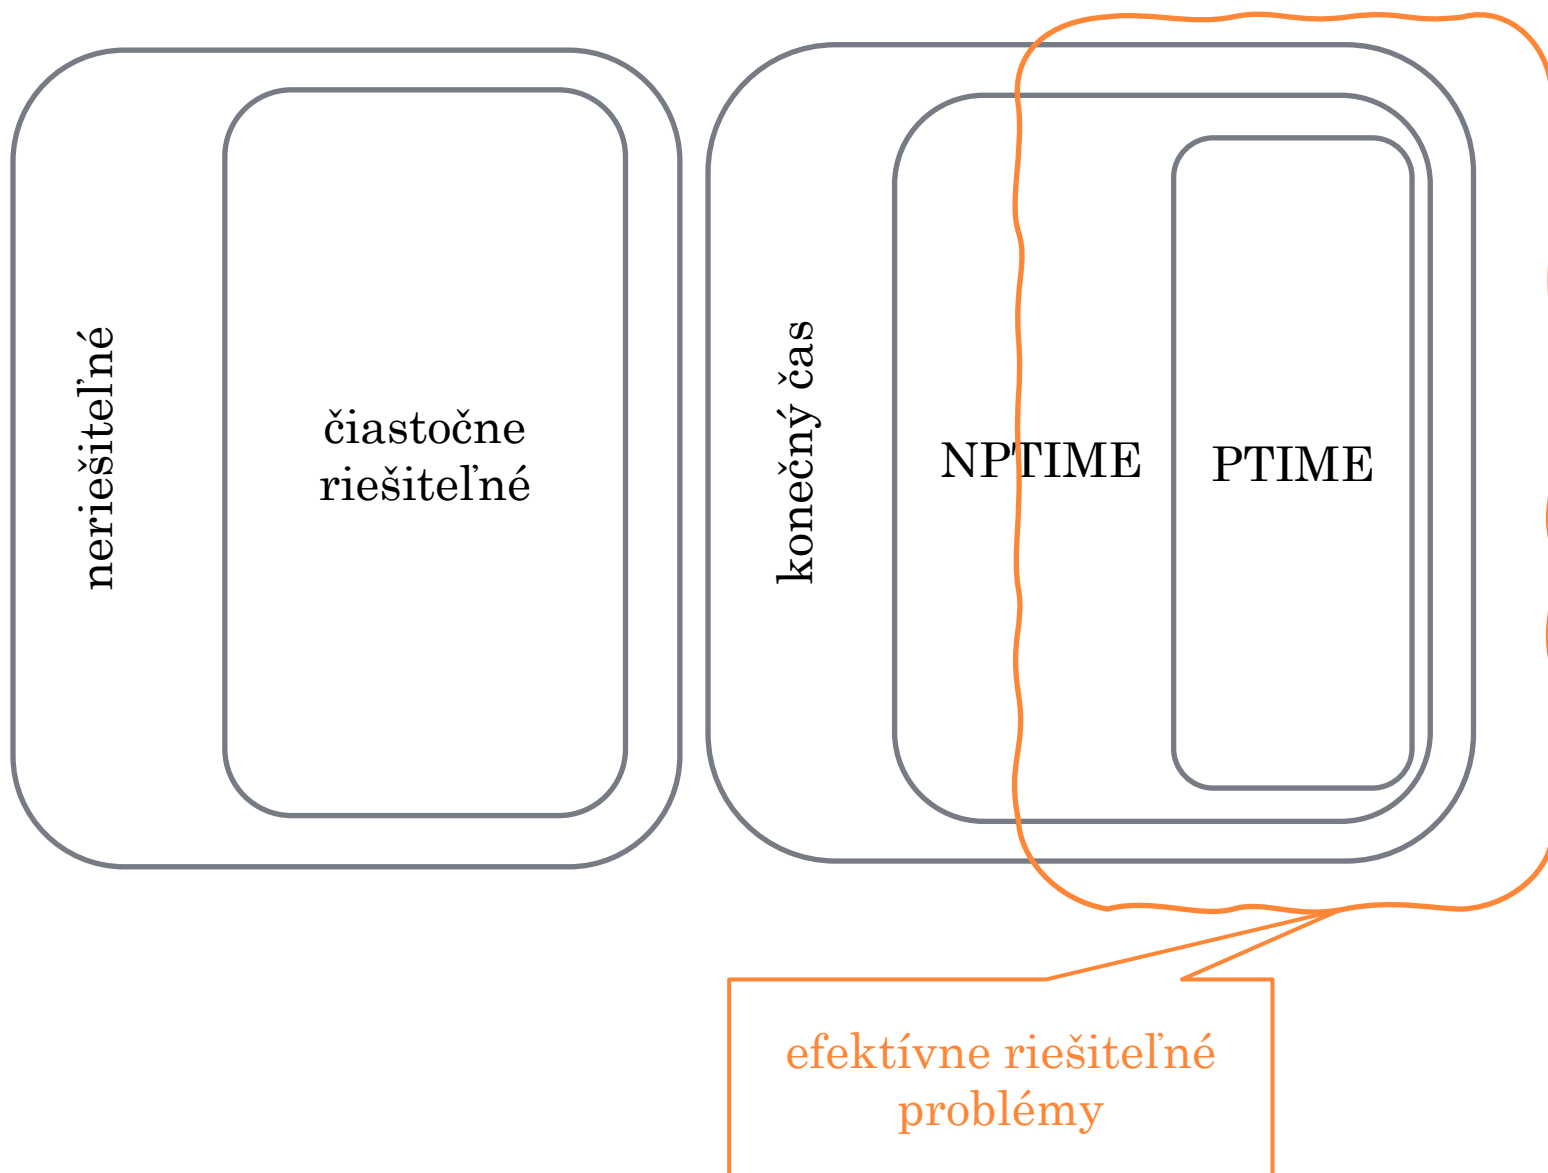 neriešiteľné
čiastočne
riešiteľné
konečný čas
NPTIME
PTIME
efektívne riešiteľné
problémy